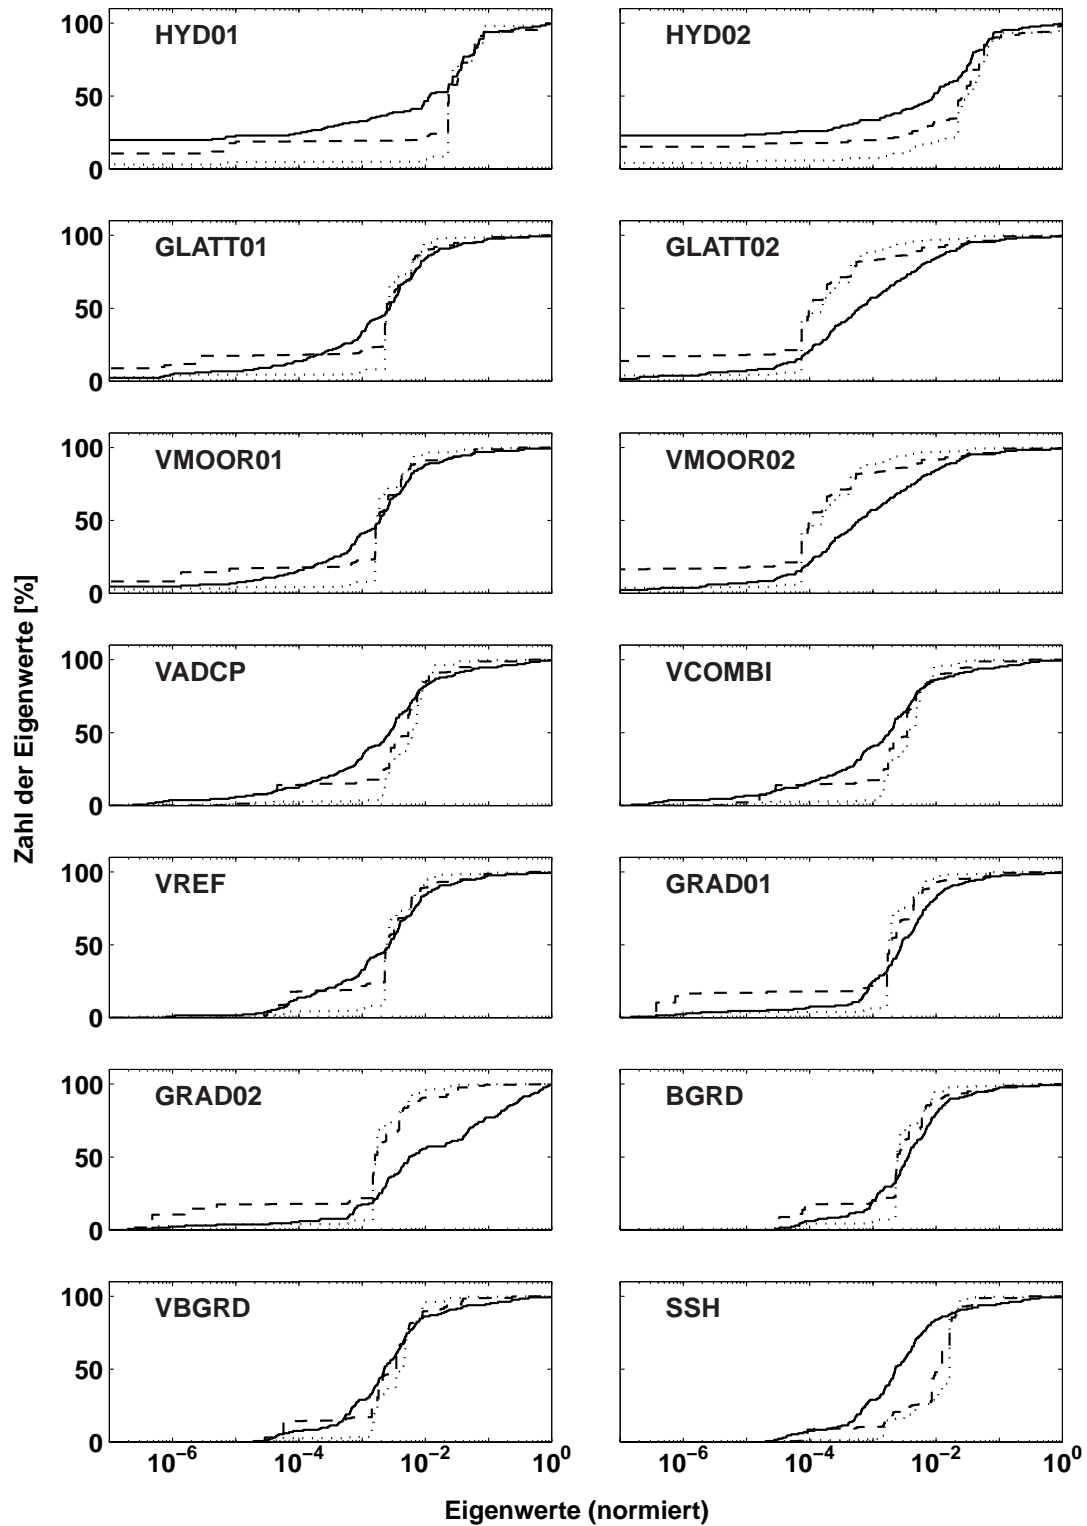 Zahl der Eigenwerte [%]
100
50
0
HYD01
HYD02
100
50
0
GLATT01
GLATT02
100
50
0
VMOOR01
VMOOR02
100
50
0
VADCP
VCOMBI
100
50
0
VREF
GRAD01
100
50
0
GRAD02
BGRD
100
50
0
VBGRD
SSH
10⁻⁶ 10⁻⁴ 10⁻² 10⁰
10⁻⁶ 10⁻⁴ 10⁻² 10⁰
Eigenwerte (normiert)